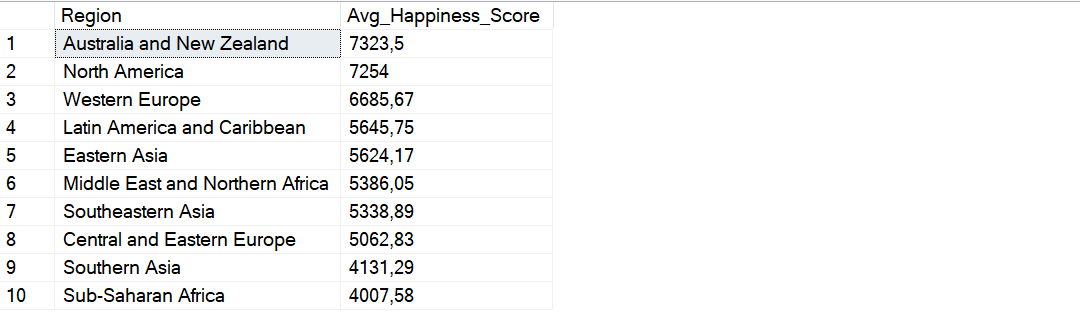 Region Avg_Happiness_Score
1 Australia and New Zealand 7323,5
2 North America 7254
3 Western Europe 6685,67
4 Latin America and Caribbean 5645,75
5 Eastern Asia 5624,17
6 Middle East and Northern Africa 5386,05
7 Southeastern Asia 5338,89
8 Central and Eastern Europe 5062,83
9 Southern Asia 4131,29
10 Sub-Saharan Africa 4007,58